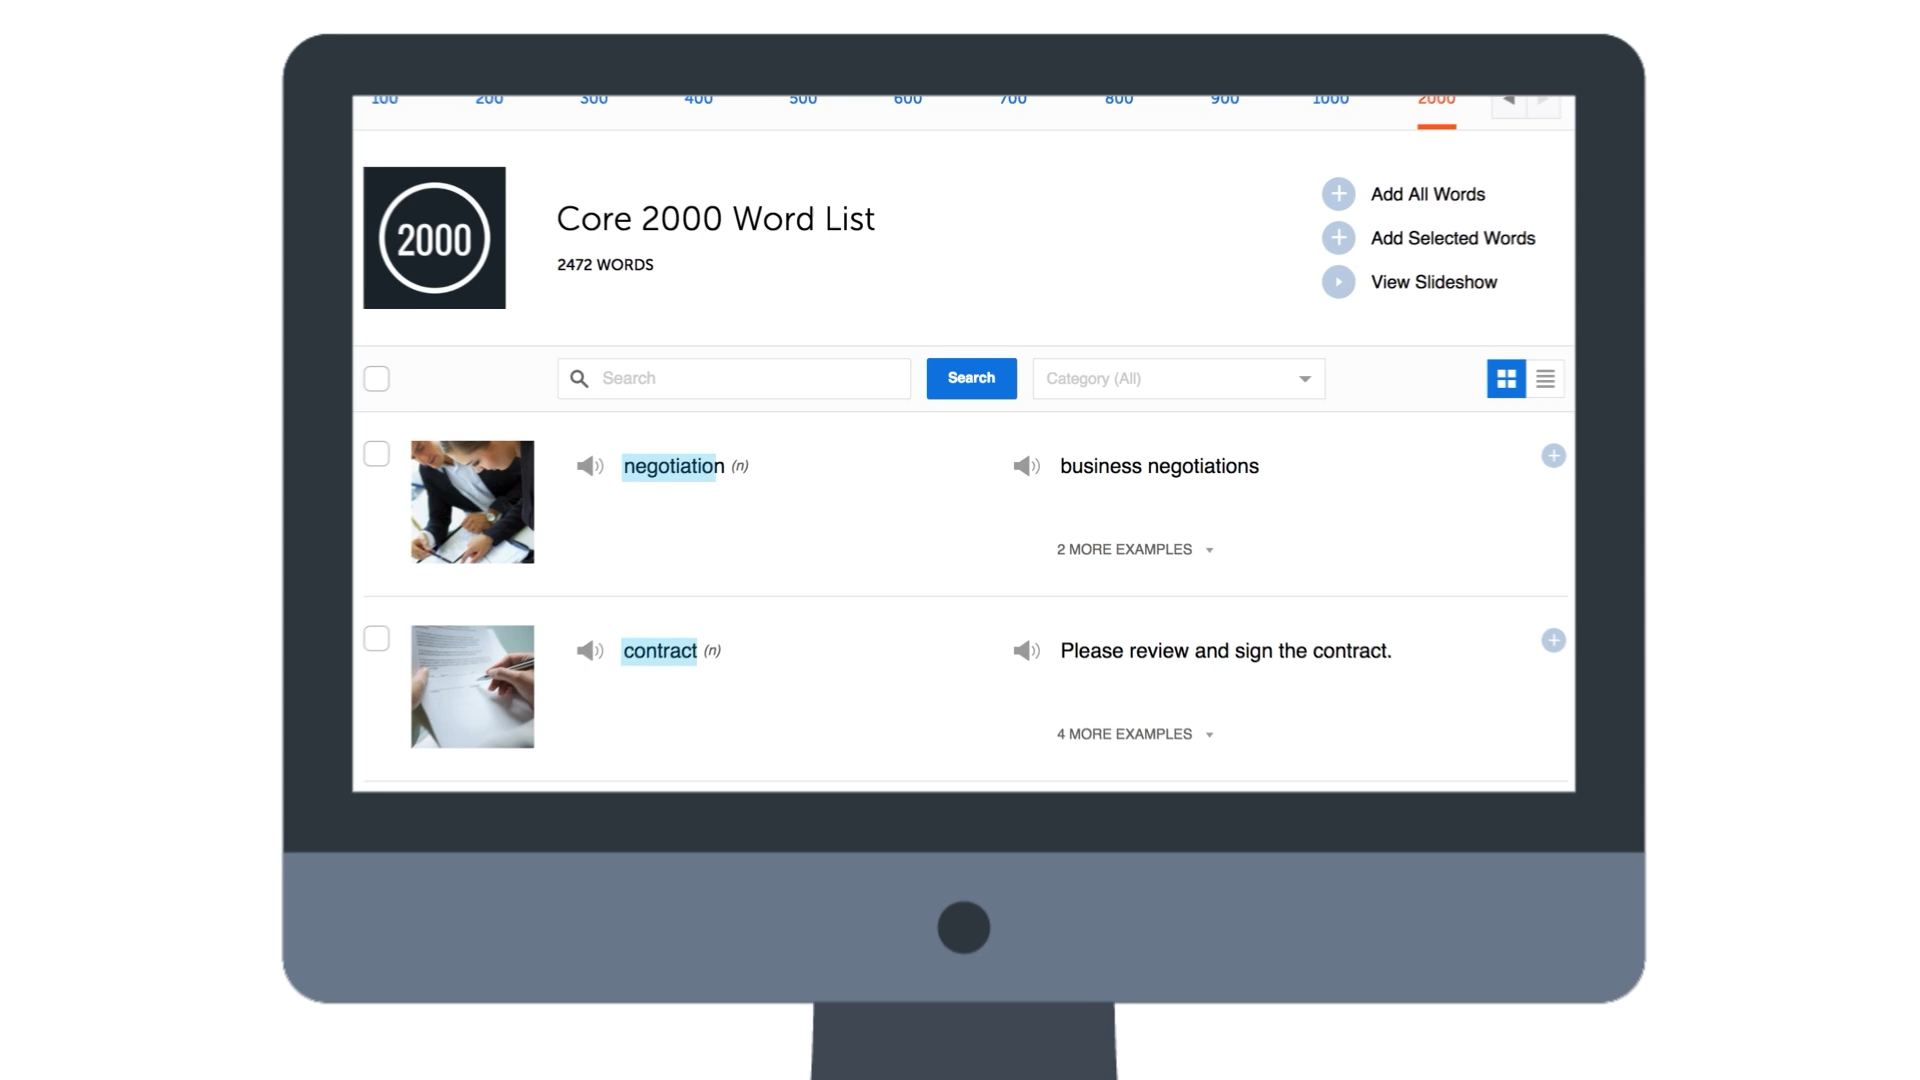 100 200 300 400 500 600 700 800 900 1000 2000
2000
Core 2000 Word List
2472 WORDS
Add All Words
Add Selected Words
View Slideshow
Search Search Category (All)
negotiation (n) business negotiations
2 MORE EXAMPLES
contract (n) Please review and sign the contract.
4 MORE EXAMPLES